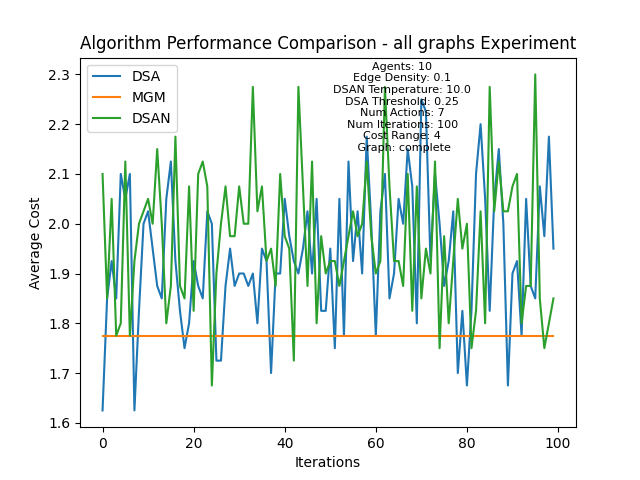 Algorithm Performance Comparison - all graphs Experiment
DSA
MGM
DSAN
Agents: 10
Edge Density: 0.1
DSAN Temperature: 10.0
DSA Threshold: 0.25
Num Actions: 7
Num Iterations: 100
Cost Range: 4
Graph: complete
Average Cost
2.3
2.2
2.1
2.0
1.9
1.8
1.7
1.6
0
20
40
60
80
100
Iterations